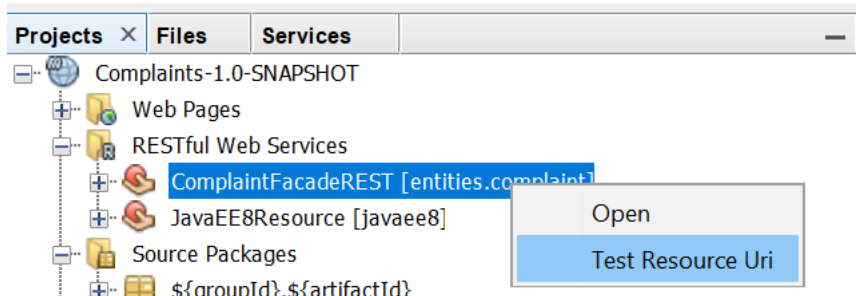 Projects × Files Services
Complaints-1.0-SNAPSHOT
Web Pages
RESTful Web Services
ComplaintFacadeREST [entities.complaint]
Open
JavaEE8Resource [javaee8]
Test Resource Uri
Source Packages
${groupId}.${artifactId}